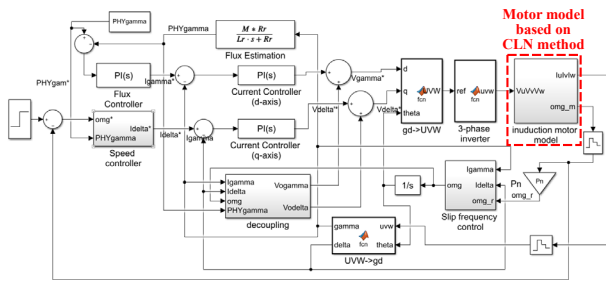 Motor model
based on
CLN method
PHYgamma
PHYgamma
M * Rr
Lr · s + Rr
Flux Estimation
PHYgam*
PI(s)
Flux
Controller
Igamma*
PI(s)
Current Controller
(d-axis)
Vgamma*
d
q
theta
fcn
UVW
gd->UVW
ref
fcn
uvw
3-phase
inverter
VuVvVw
IuIvIw
omg_m
inuduction motor
model
Vdelta**
Vdelta*
theta
omg*
PHYgamma
Idelta*
Speed
controller
Idelta*
Igamma
PI(s)
Current Controller
(q-axis)
Igamma
Idelta
omg
PHYgamma
Vogamma
Vodelta
decoupling
1/s
omg
Igamma
Idelta
omg_r
Slip frequency
control
Pn
Pn
omg_r
gamma
delta
fcn
uvw
theta
UVW->gd